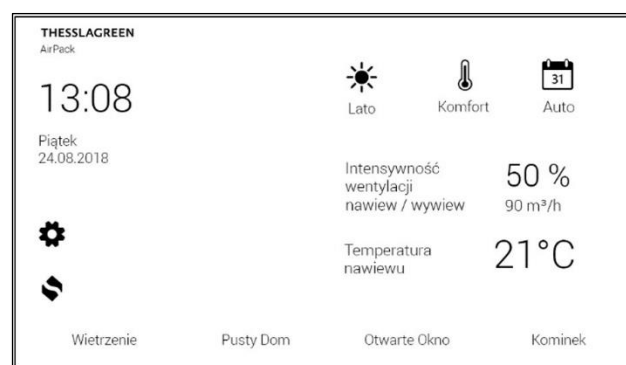 THESSLAGREEN
AirPack
13:08
Piątek
24.08.2018
31
Lato
Komfort
Auto
Intensywność
wentylacji
nawiew / wywiew
50 %
90 m³/h
Temperatura
nawiewu
21°C
Wietrzenie
Pusty Dom
Otwarte Okno
Kominek